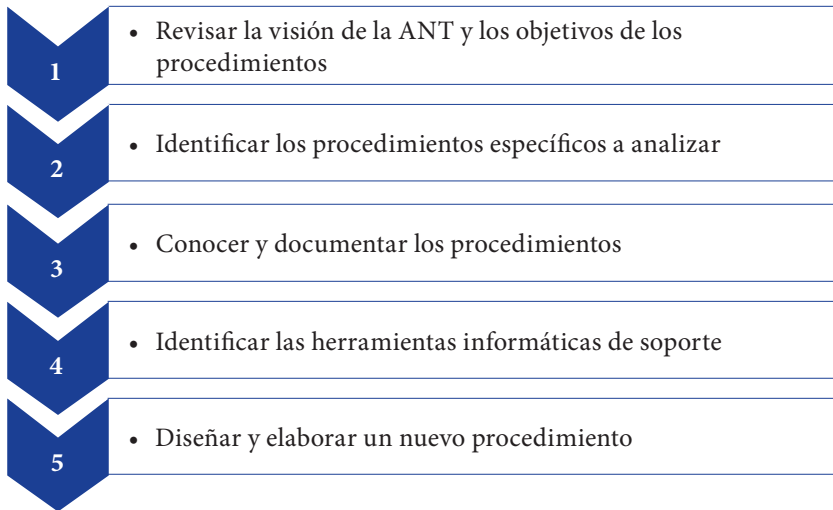 1
• Revisar la visión de la ANT y los objetivos de los
procedimientos
2
• Identificar los procedimientos específicos a analizar
3
• Conocer y documentar los procedimientos
4
• Identificar las herramientas informáticas de soporte
5
• Diseñar y elaborar un nuevo procedimiento